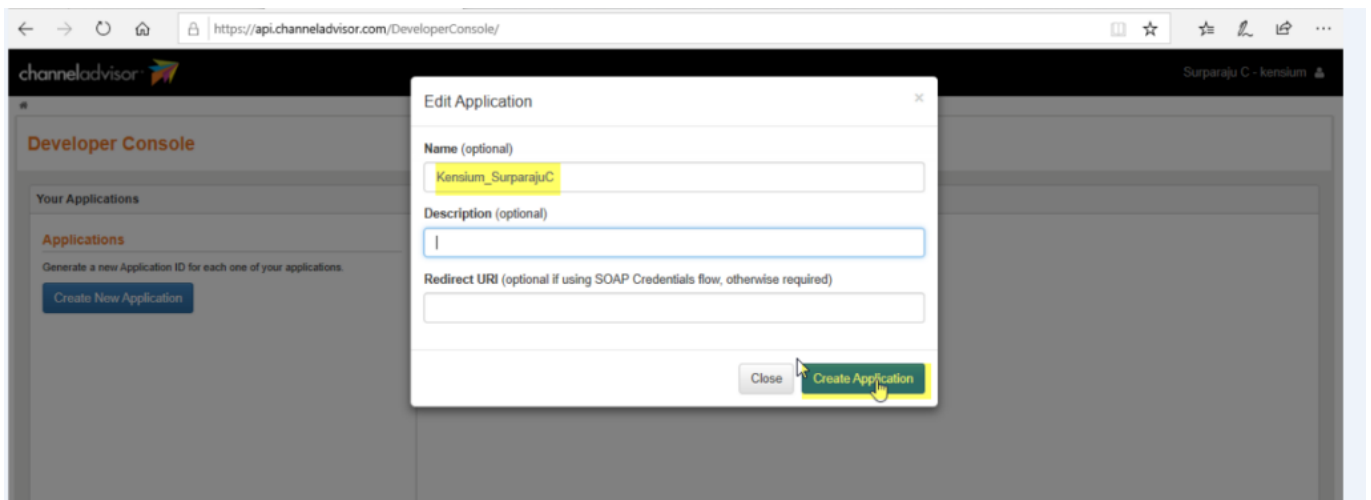 https://api.channeladvisor.com/DeveloperConsole/
channeladvisor
Surparaju C - kensium
Edit Application
×
Developer Console
Name (optional)
Kensium_SurparajuC
Your Applications
Description (optional)
Applications
Generate a new Application ID for each one of your applications.
Redirect URI (optional if using SOAP Credentials flow, otherwise required)
Create New Application
Close
Create Application